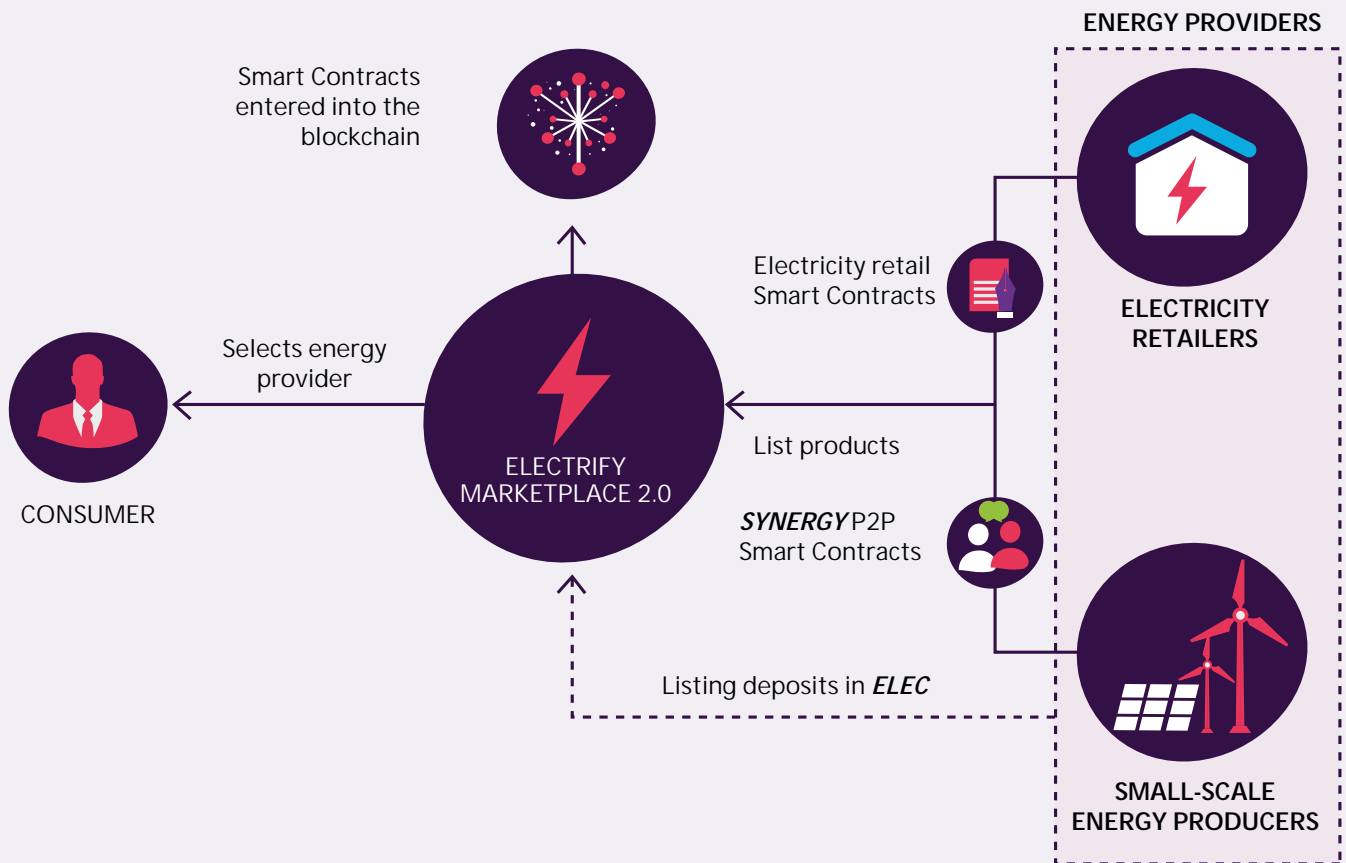 ENERGY PROVIDERS
Smart Contracts
entered into the
blockchain
Electricity retail
Smart Contracts
ELECTRICITY
RETAILERS
Selects energy
provider
CONSUMER
ELECTRIFY
MARKETPLACE 2.0
List products
SYNERGY P2P
Smart Contracts
Listing deposits in ELEC
SMALL-SCALE
ENERGY PRODUCERS